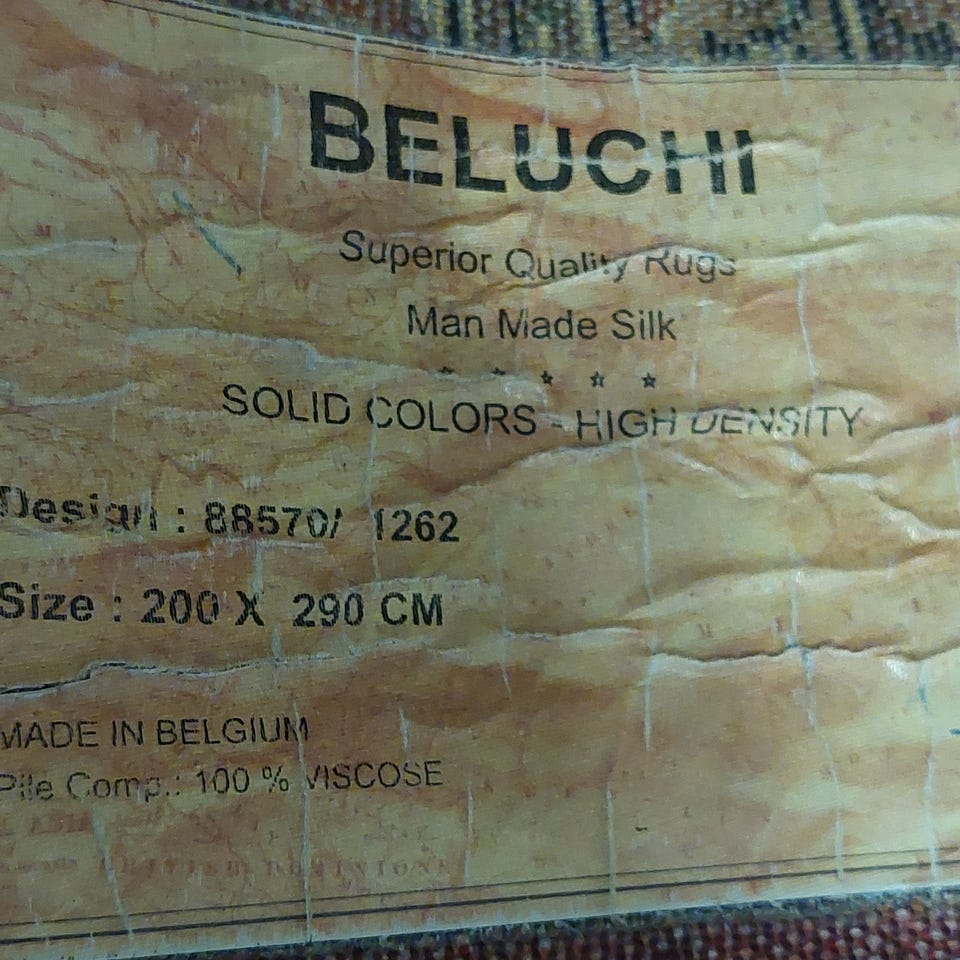 BELUCHI
Superior Quality Rugs
Man Made Silk
SOLID COLORS - HIGH DENSITY
Design : 88570/ 1262
Size : 200 X 290 CM
MADE IN BELGIUM
Pile Comp.: 100 % VISCOSE